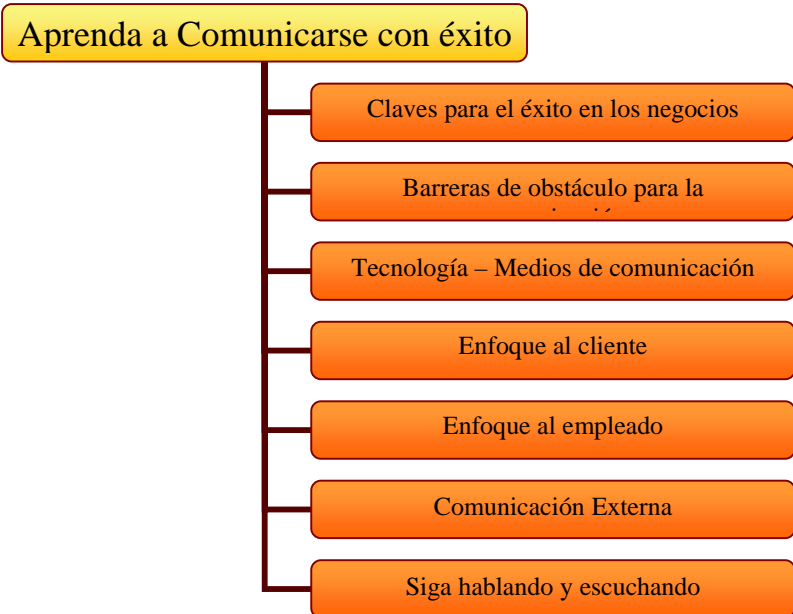 Aprenda a Comunicarse con éxito
Claves para el éxito en los negocios
Barreras de obstáculo para la
Tecnología – Medios de comunicación
Enfoque al cliente
Enfoque al empleado
Comunicación Externa
Siga hablando y escuchando